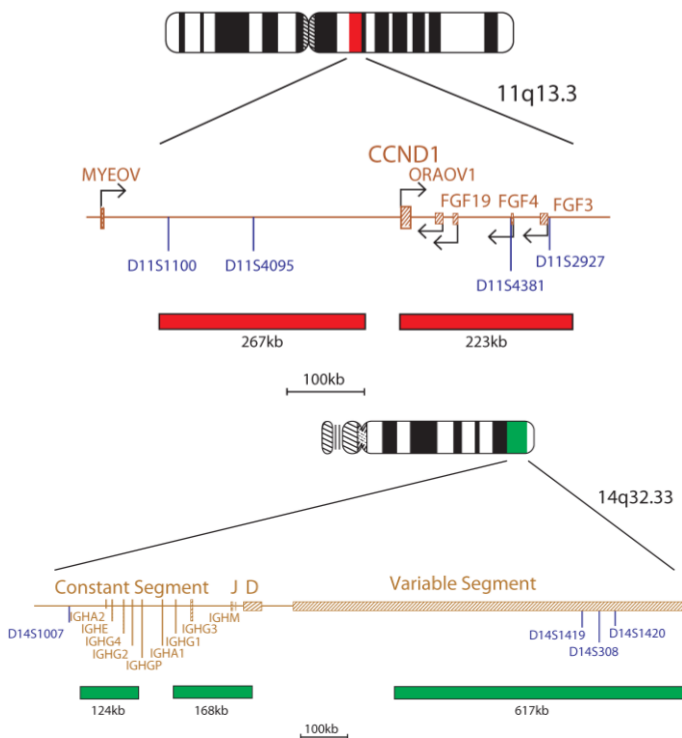 11q13.3
CCND1
MYEOV
ORAOV1
FGF19 FGF4 FGF3
D11S1100 D11S4095 D11S2927
D11S4381
267kb 223kb
100kb
14q32.33
Constant Segment J D Variable Segment
D14S1007 IGHA2 IGHM
IGHE IGHG3 D14S1419 D14S1420
IGHG4 IGHG1
IGHG2 IGHA1 D14S308
IGHGP
124kb 168kb 617kb
100kb